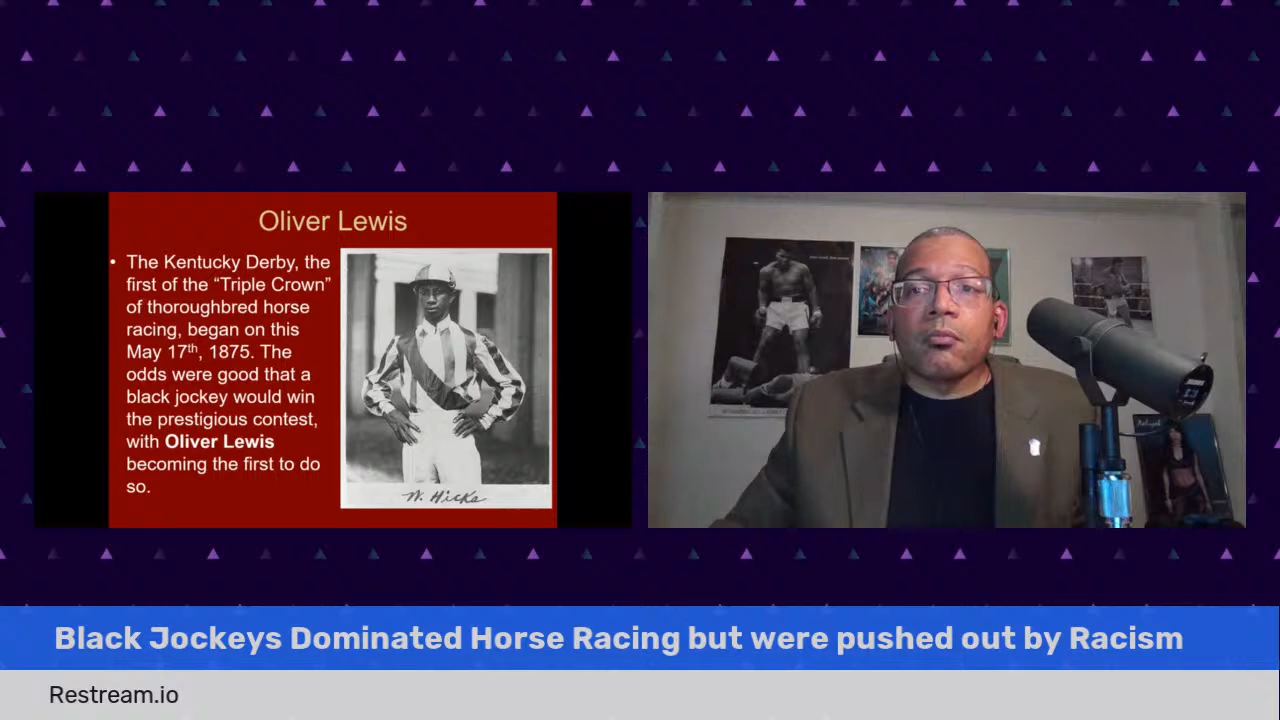 Oliver Lewis
• The Kentucky Derby, the
first of the “Triple Crown”
of thoroughbred horse
racing, began on this
May 17th, 1875. The
odds were good that a
black jockey would win
the prestigious contest,
with Oliver Lewis
becoming the first to do
so.
N. Hicks
Black Jockeys Dominated Horse Racing but were pushed out by Racism
Restream.io